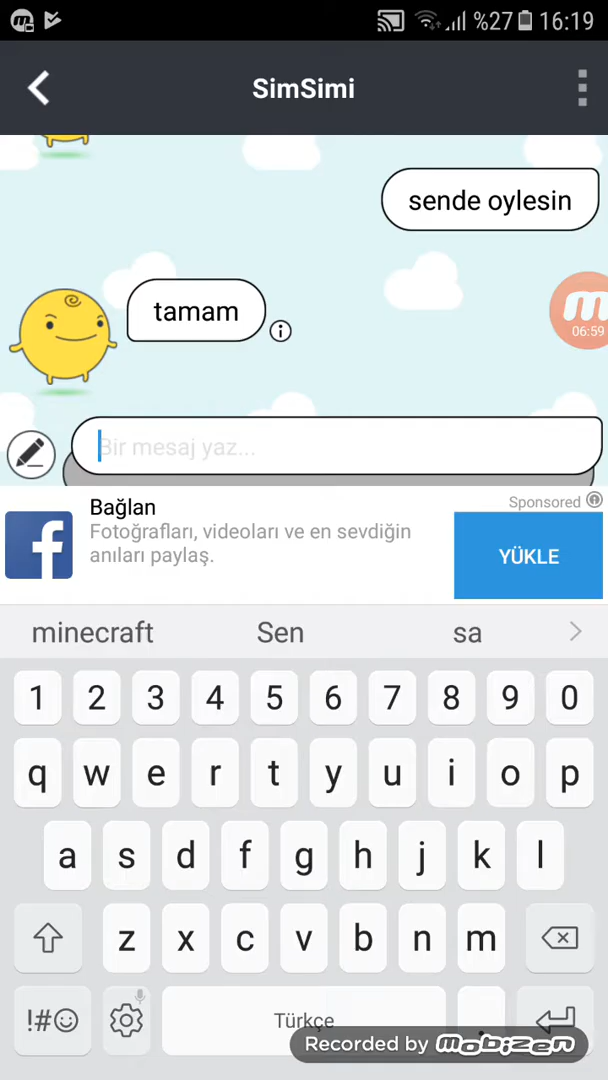 %27 16:19
SimSimi
sende oylesin
tamam
06:59
Bir mesaj yaz...
Sponsored
Bağlan
Fotoğrafları, videoları ve en sevdiğin
anıları paylaş.
YÜKLE
minecraft Sen sa
1 2 3 4 5 6 7 8 9 0
q w e r t y u i o p
a s d f g h j k l
z x c v b n m
!#☺ Türkçe .
Recorded by mobizen